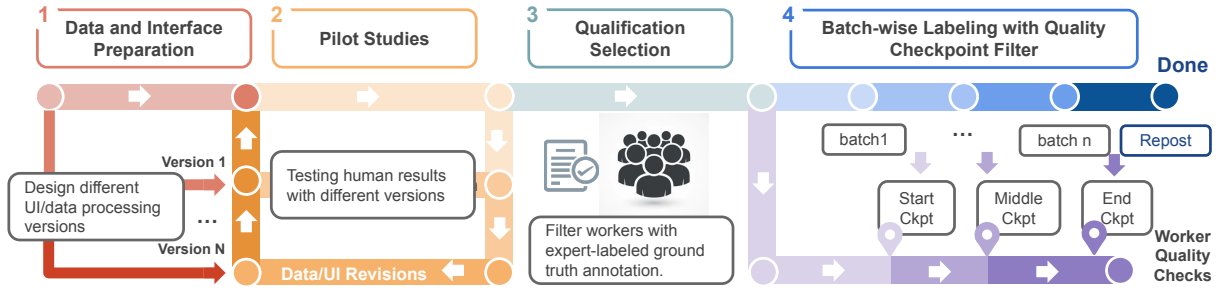 1
Data and Interface
Preparation
2
Pilot Studies
3
Qualification
Selection
4
Batch-wise Labeling with Quality
Checkpoint Filter
Done
Version 1
Design different
UI/data processing
versions
...
Version N
Testing human results
with different versions
Data/UI Revisions
Filter workers with
expert-labeled ground
truth annotation.
batch1
...
batch n
Repost
Start
Ckpt
Middle
Ckpt
End
Ckpt
Worker
Quality
Checks